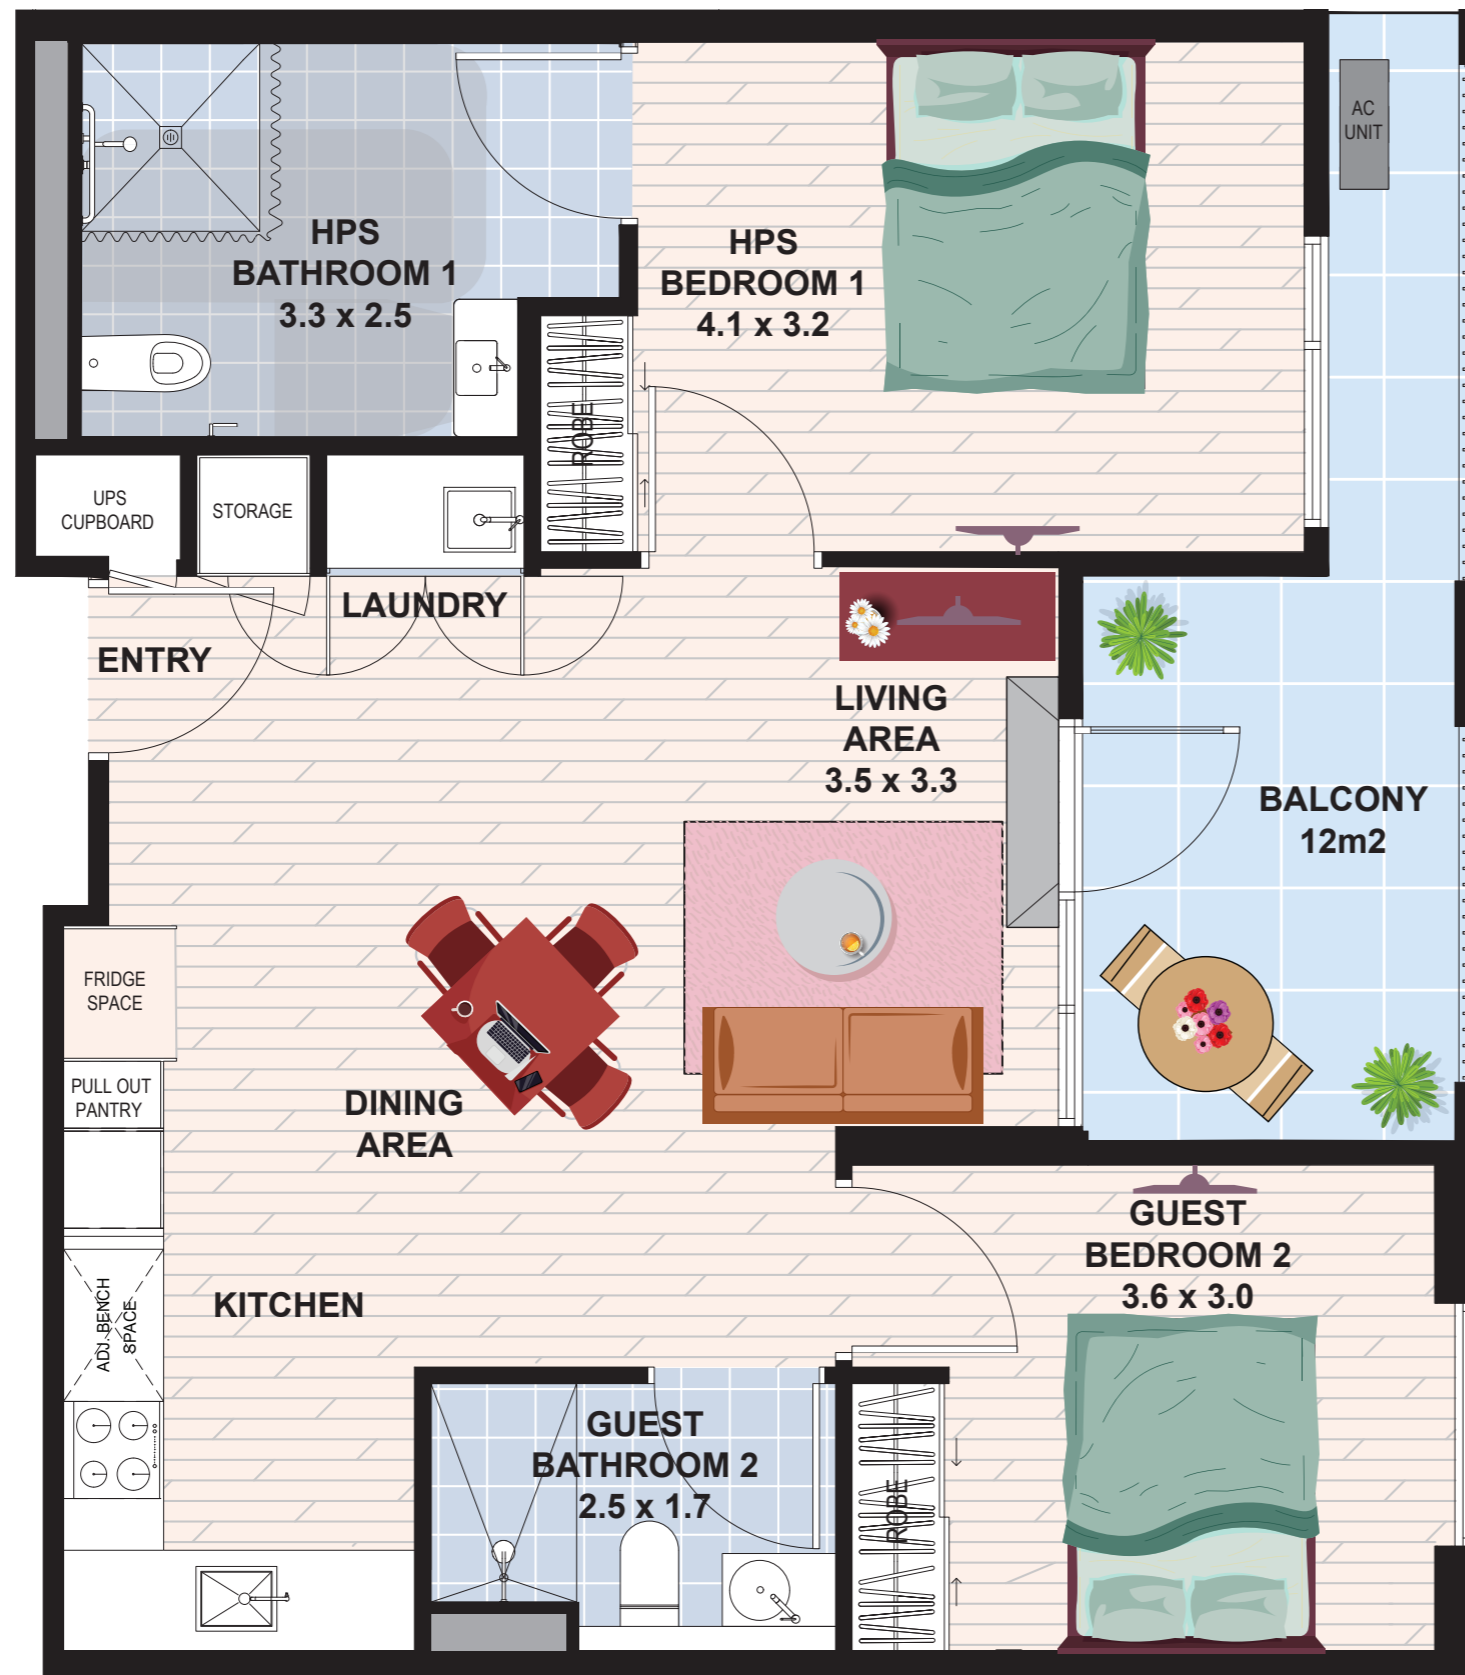 AC
UNIT
HPS
BATHROOM 1
3.3 x 2.5
HPS
BEDROOM 1
4.1 x 3.2
ROBE
UPS
CUPBOARD
STORAGE
LAUNDRY
ENTRY
LIVING
AREA
3.5 x 3.3
BALCONY
12m2
FRIDGE
SPACE
PULL OUT
PANTRY
DINING
AREA
GUEST
BEDROOM 2
3.6 x 3.0
ADJ. BENCH
SPACE
KITCHEN
GUEST
BATHROOM 2
2.5 x 1.7
ROBE